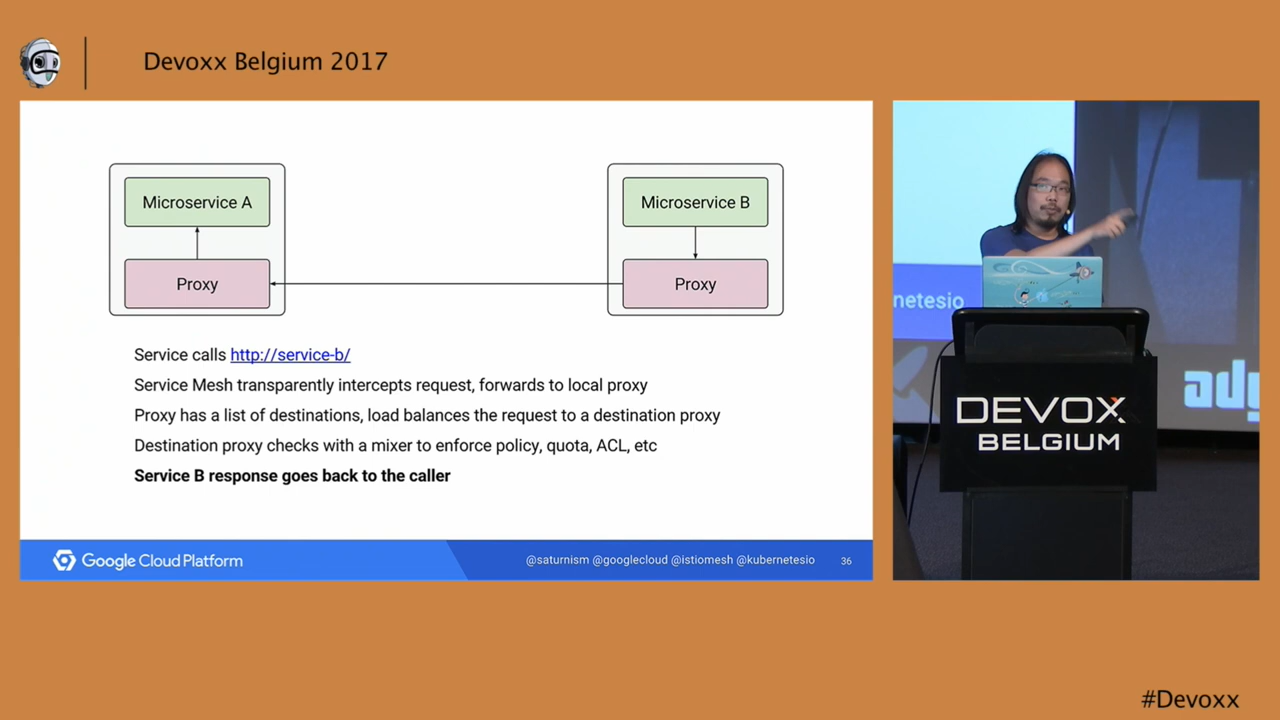 Devoxx Belgium 2017
Microservice A
Microservice B
Proxy
Proxy
Service calls http://service-b/
Service Mesh transparently intercepts request, forwards to local proxy
Proxy has a list of destinations, load balances the request to a destination proxy
Destination proxy checks with a mixer to enforce policy, quota, ACL, etc
Service B response goes back to the caller
Google Cloud Platform
@saturnism @googlecloud @istiomesh @kubernetesio
36
netesio
ady
DEVOXX
BELGIUM
#Devoxx